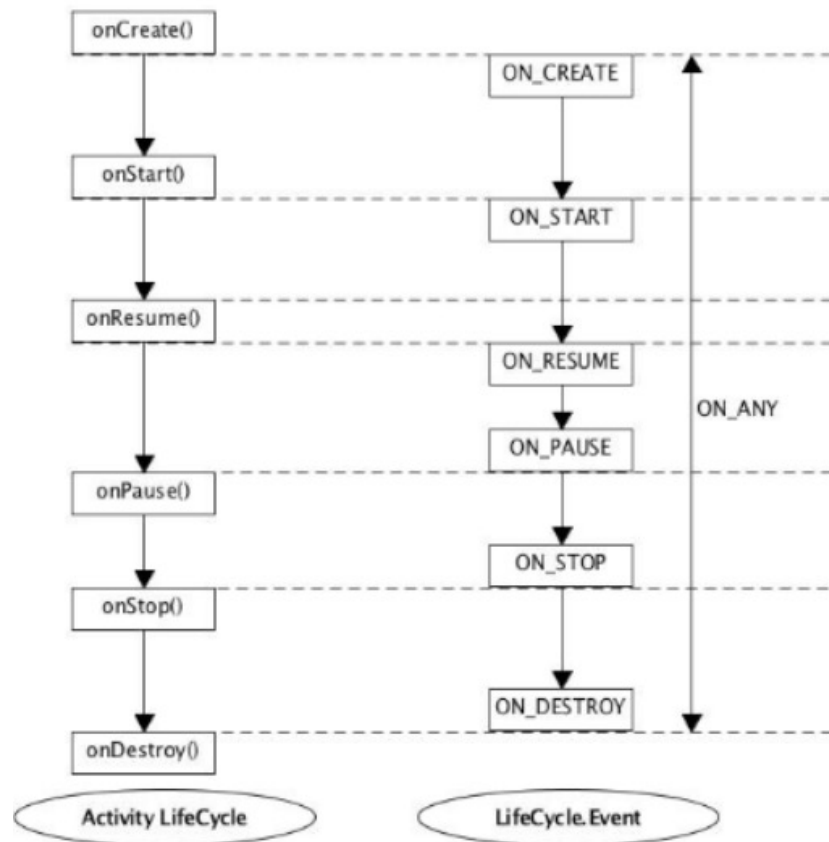 onCreate()
ON_CREATE
onStart()
ON_START
onResume()
ON_RESUME
ON_ANY
ON_PAUSE
onPause()
ON_STOP
onStop()
ON_DESTROY
onDestroy()
Activity LifeCycle
LifeCycle.Event